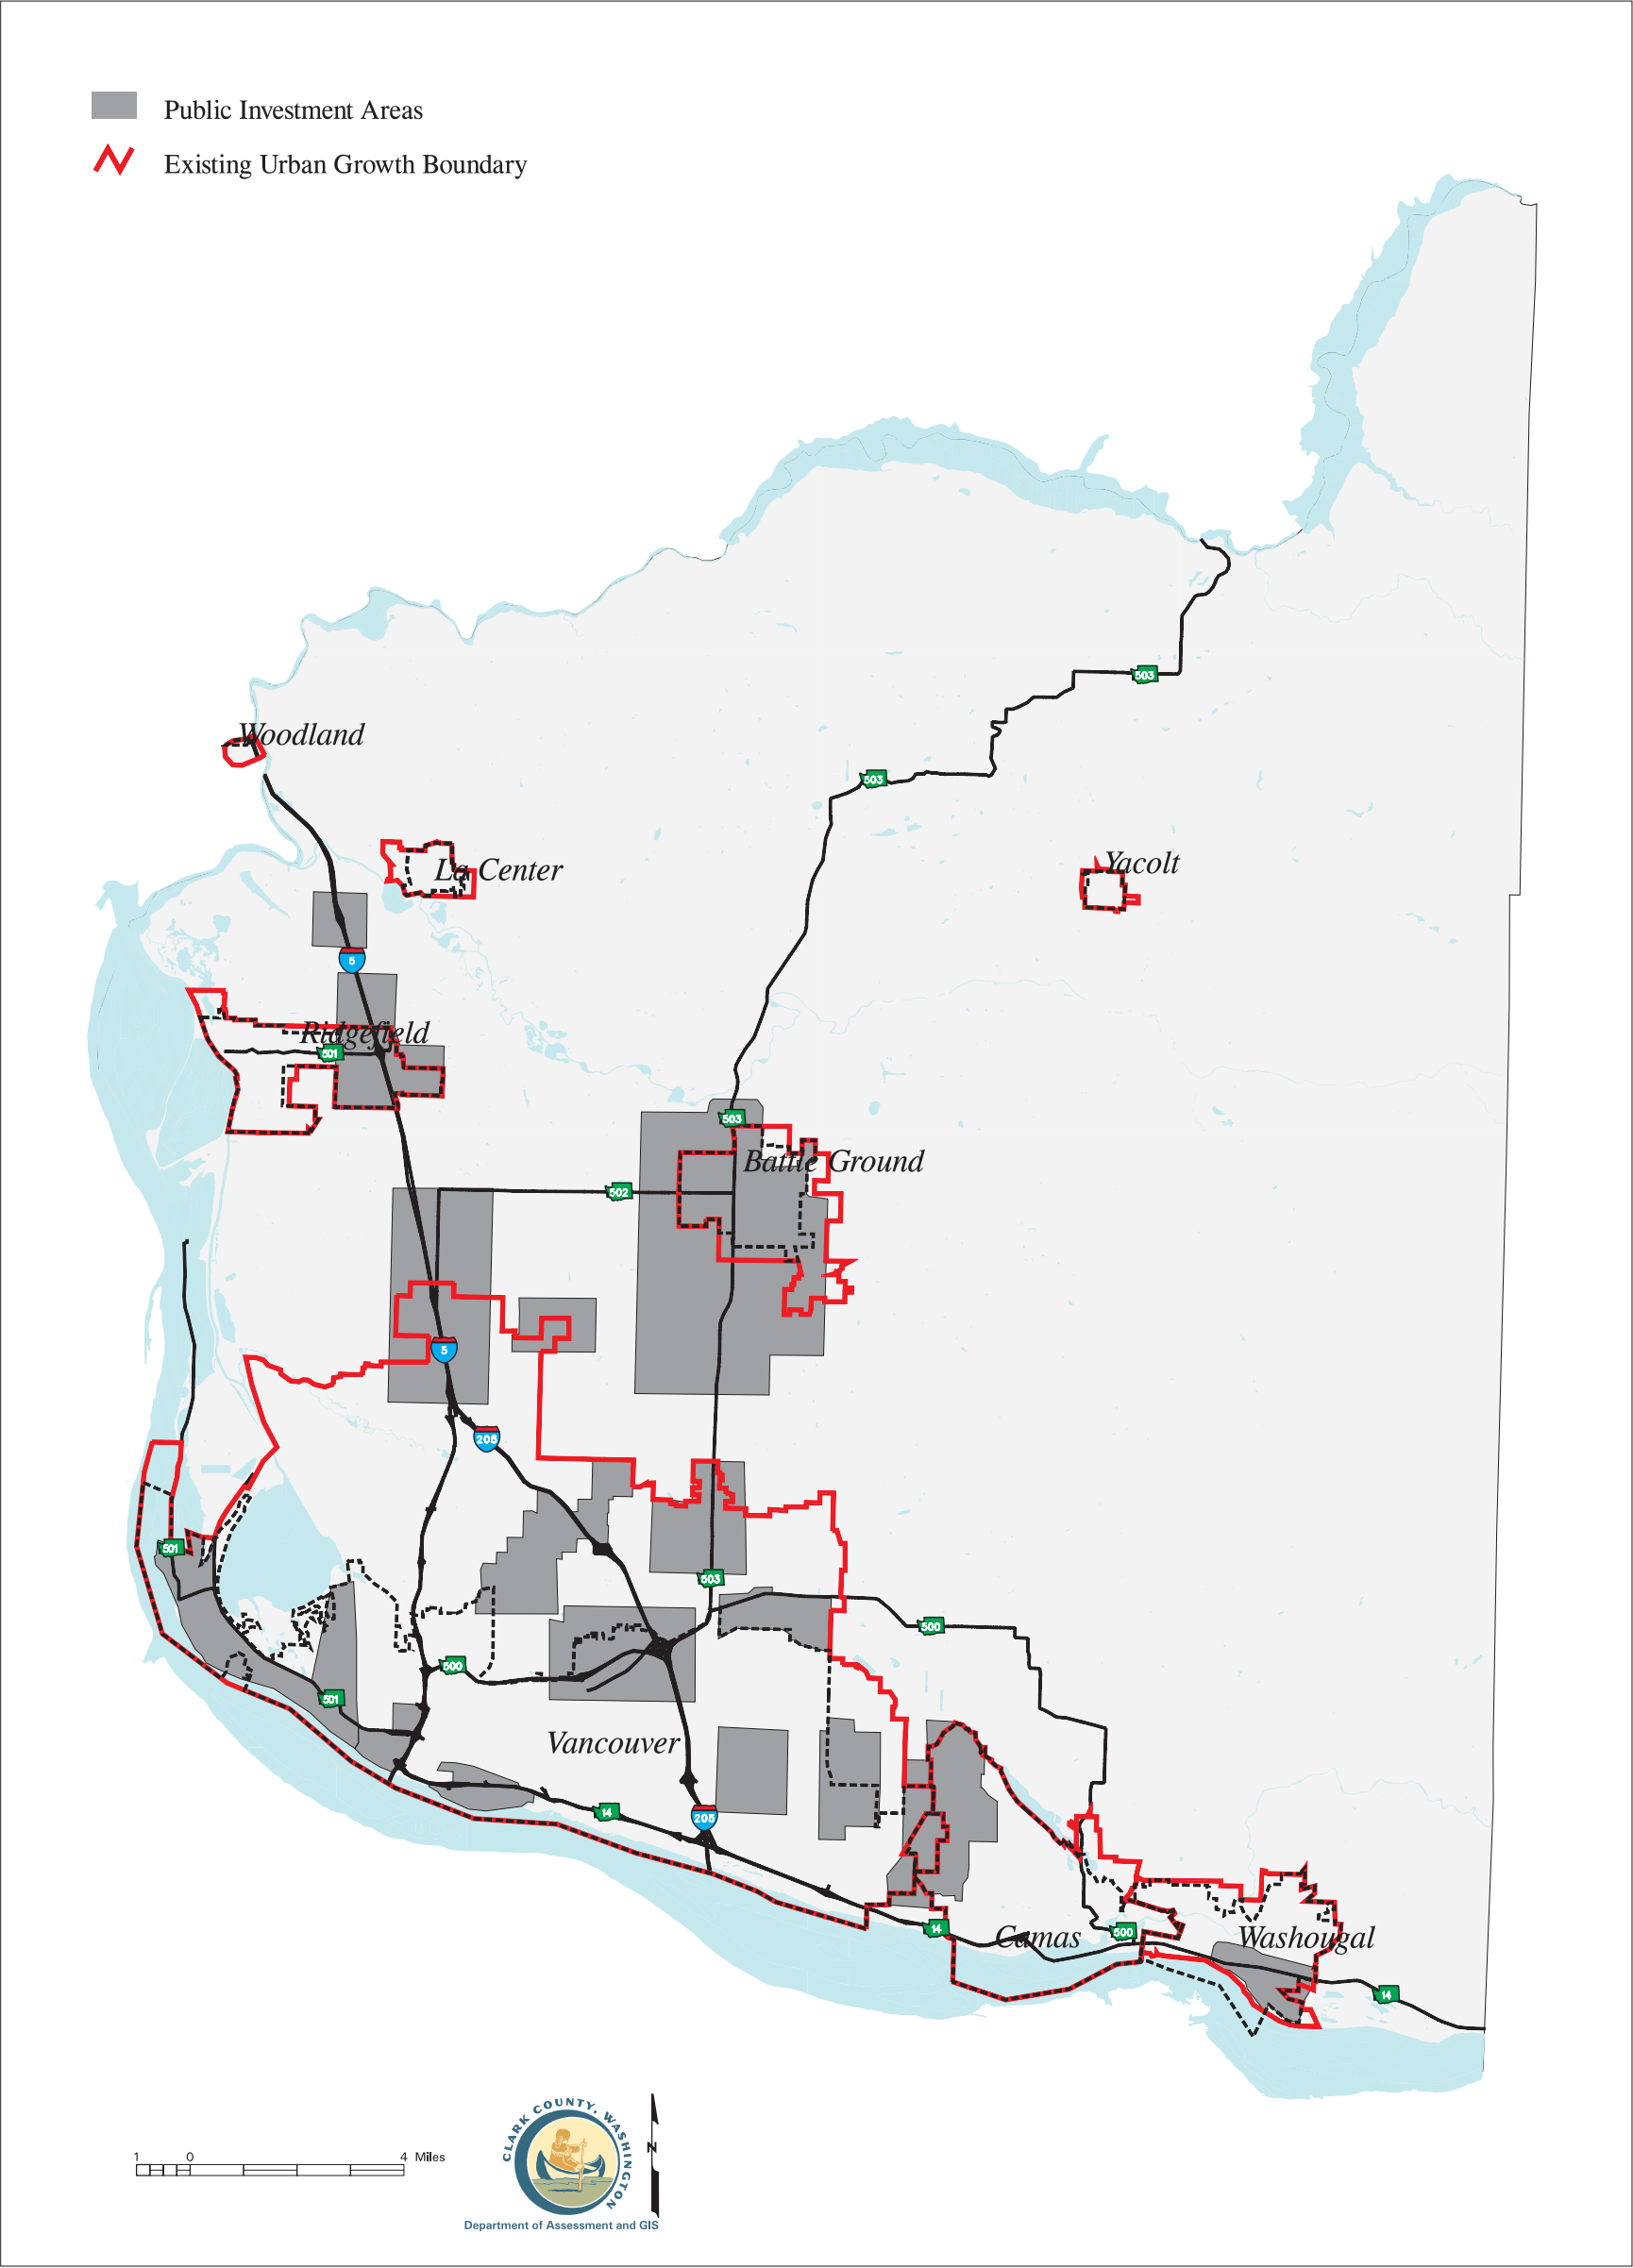 Public Investment Areas
Existing Urban Growth Boundary
503
Woodland
503
La Center
Yacolt
5
Ridgefield
501
503
Battle Ground
502
5
205
501
503
500
500
501
Vancouver
14
205
14
Camas
500
Washougal
14
CLARK COUNTY, WASHINGTON
N
1 0 4 Miles
Department of Assessment and GIS